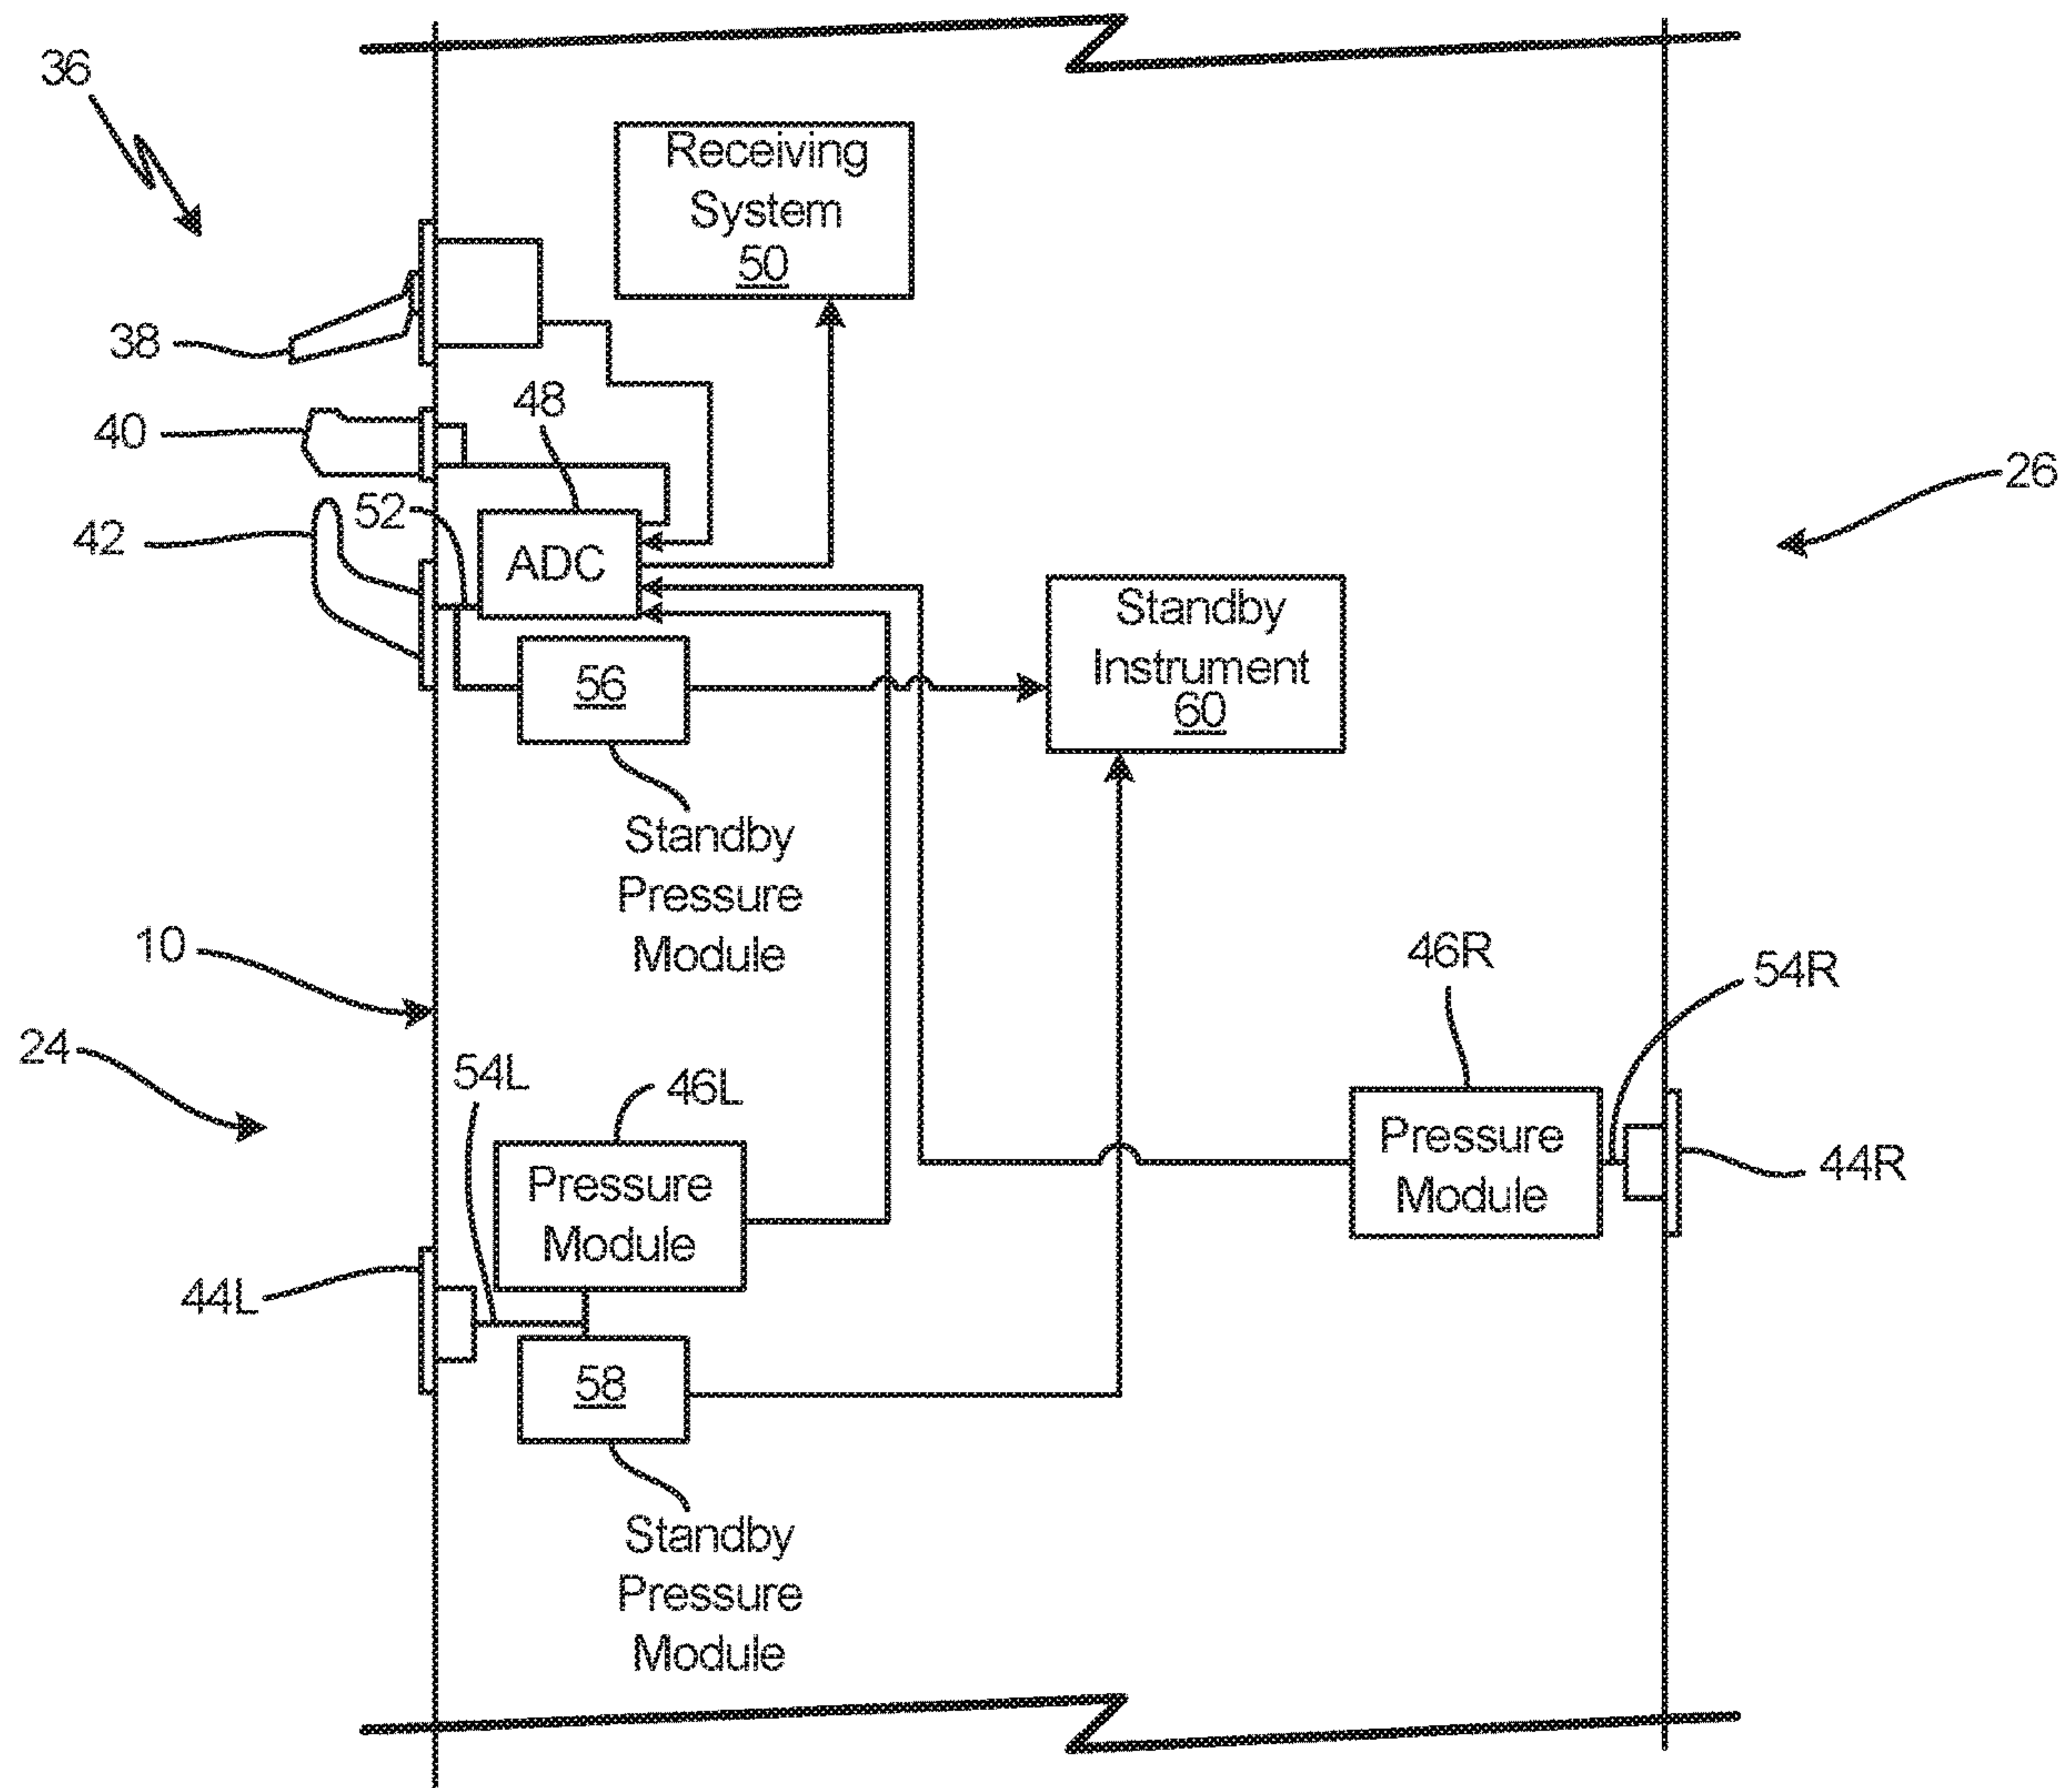 36
Receiving
System
50
38
48
40
52
42
ADC
26
Standby
Instrument
60
56
Standby
Pressure
Module
10
46R
54R
24
54L
46L
Pressure
Module
44R
Pressure
Module
44L
58
Standby
Pressure
Module